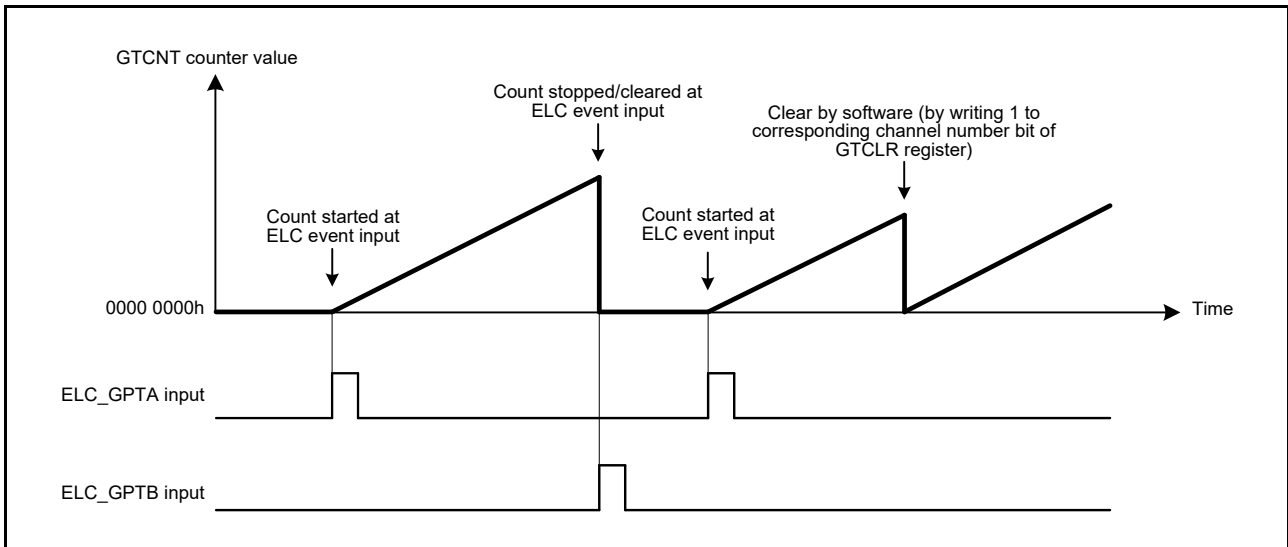 GTCNT counter value
Count stopped/cleared at
ELC event input
Clear by software (by writing 1 to
corresponding channel number bit of
GTCLR register)
Count started at
ELC event input
Count started at
ELC event input
0000 0000h
Time
ELC_GPTA input
ELC_GPTB input